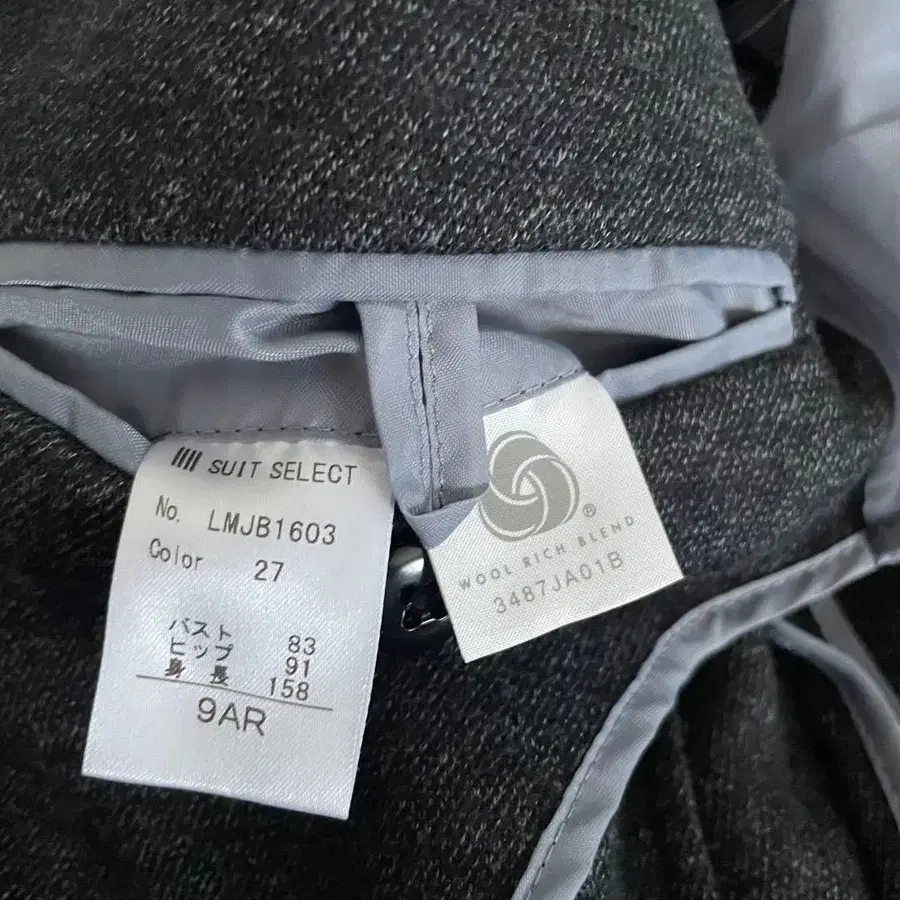 SUIT SELECT
No. LMJB1603
Color 27
バスト 83
ヒップ 91
身長 158
9AR
®
WOOL RICH BLEND
3487JA01B